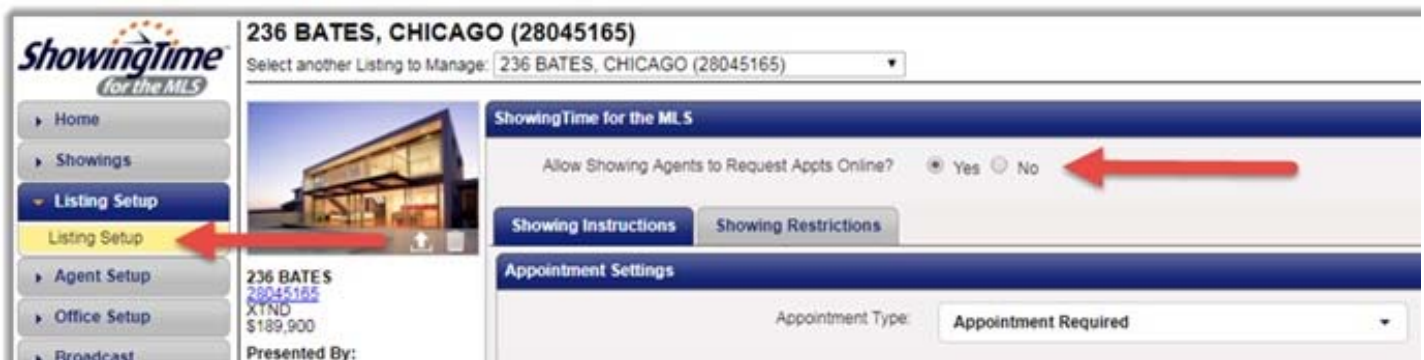 ShowingTime
for the MLS
236 BATES, CHICAGO (28045165)
Select another Listing to Manage: 236 BATES, CHICAGO (28045165)
Home
Showings
Listing Setup
Listing Setup
Agent Setup
Office Setup
Broadcast
236 BATES
28045165
XTND
$189,900
Presented By:
ShowingTime for the MLS
Allow Showing Agents to Request Appts Online? Yes No
Showing Instructions Showing Restrictions
Appointment Settings
Appointment Type: Appointment Required